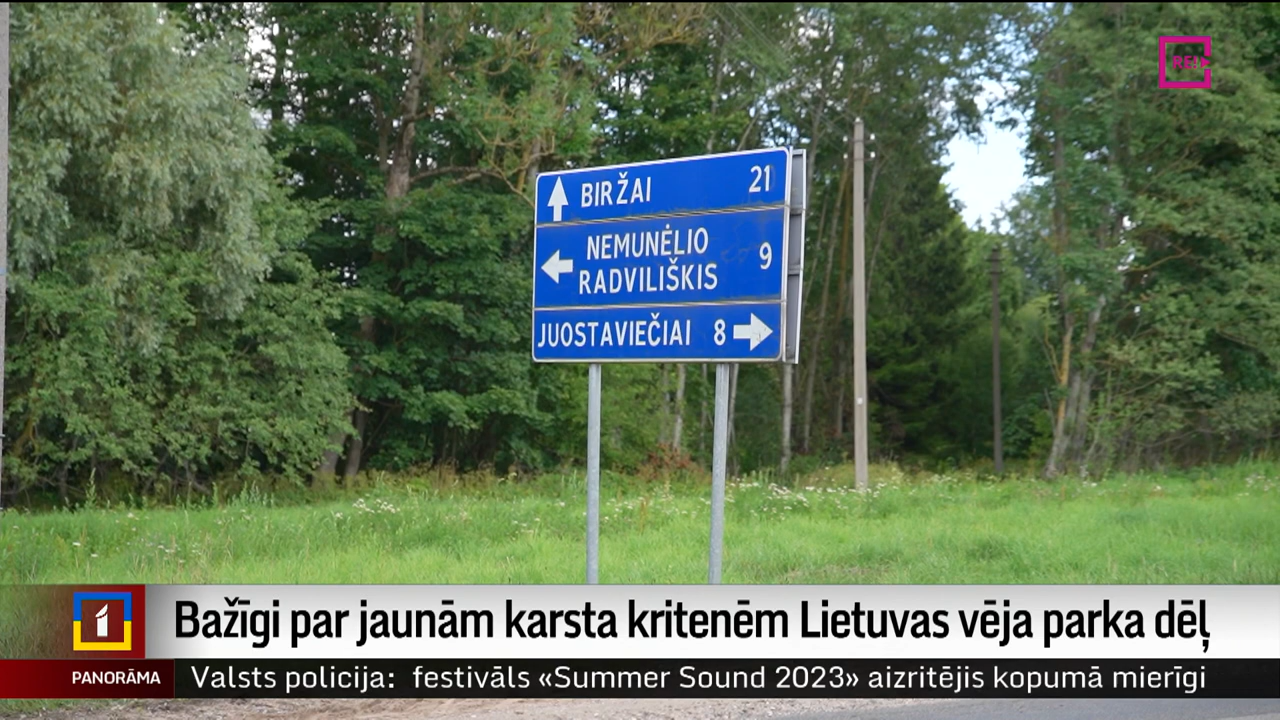 RE!
BIRŽAI 21
NEMUNĖLIO
RADVILIŠKIS 9
JUOSTAVIEČIAI 8
1
Bažīgi par jaunām karsta kritenēm Lietuvas vēja parka dēļ
PANORĀMA
Valsts policija: festivāls «Summer Sound 2023» aizritējis kopumā mierīgi